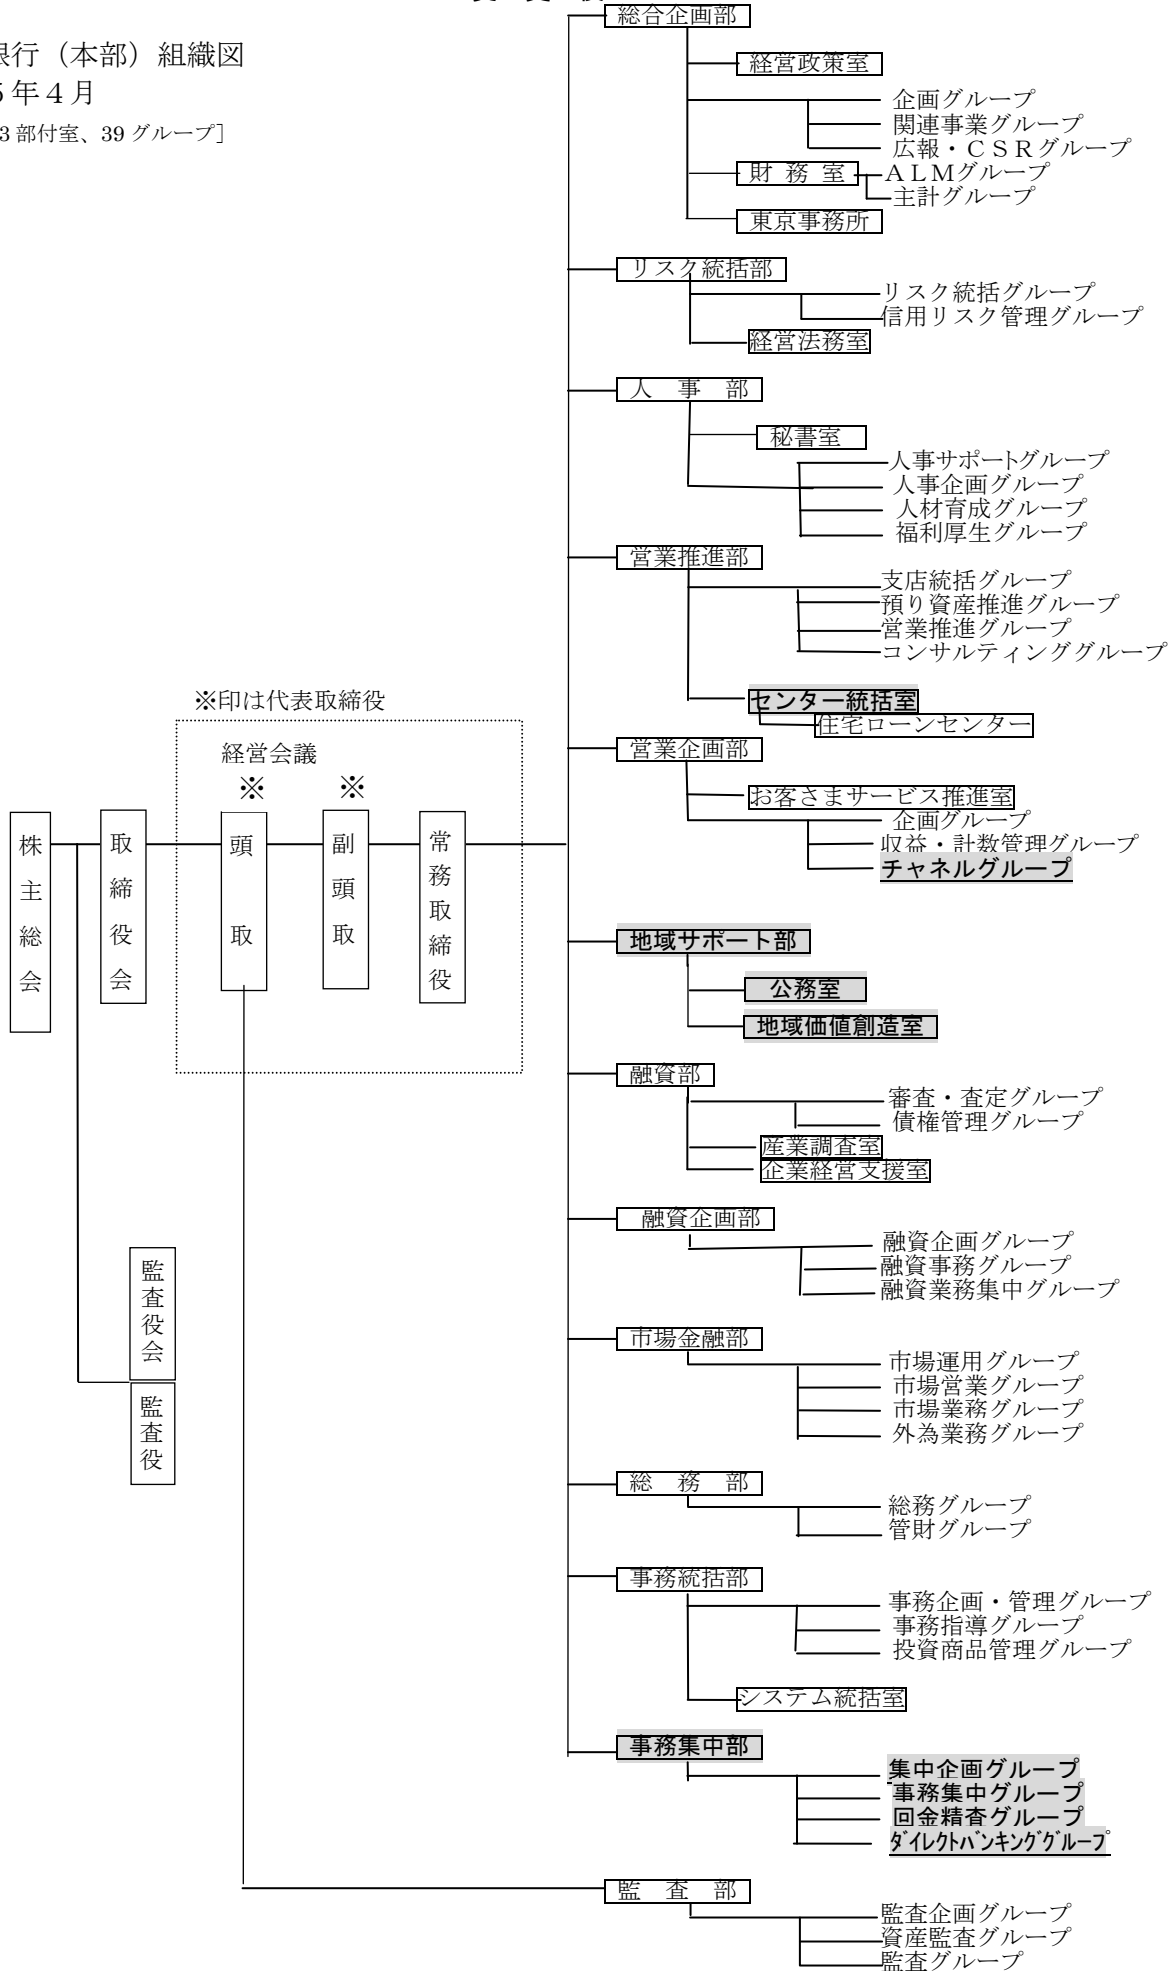 総合企画部
銀行（本部）組織図
年４月
3 部付室、39 グループ］
経営政策室
企画グループ
関連事業グループ
広報・ＣＳＲグループ
財 務 室
ＡＬＭグループ
主計グループ
東京事務所
リスク統括部
リスク統括グループ
信用リスク管理グループ
経営法務室
人　事　部
秘書室
人事サポートグループ
人事企画グループ
人材育成グループ
福利厚生グループ
営業推進部
支店統括グループ
預り資産推進グループ
営業推進グループ
コンサルティンググループ
センター統括室
住宅ローンセンター
営業企画部
お客さまサービス推進室
企画グループ
収益・計数管理グループ
チャネルグループ
※印は代表取締役
経営会議
※
※
株主総会
取締役会
頭取
副頭取
常務取締役
監査役会
監査役
地域サポート部
公務室
地域価値創造室
融資部
審査・査定グループ
債権管理グループ
産業調査室
企業経営支援室
融資企画部
融資企画グループ
融資事務グループ
融資業務集中グループ
市場金融部
市場運用グループ
市場営業グループ
市場業務グループ
外為業務グループ
総　務　部
総務グループ
管財グループ
事務統括部
事務企画・管理グループ
事務指導グループ
投資商品管理グループ
システム統括室
事務集中部
集中企画グループ
事務集中グループ
回金精査グループ
ﾀﾞｲﾚｸﾄﾊﾞﾝｷﾝｸﾞｸﾞﾙｰﾌﾟ
監　査　部
監査企画グループ
資産監査グループ
監査グループ